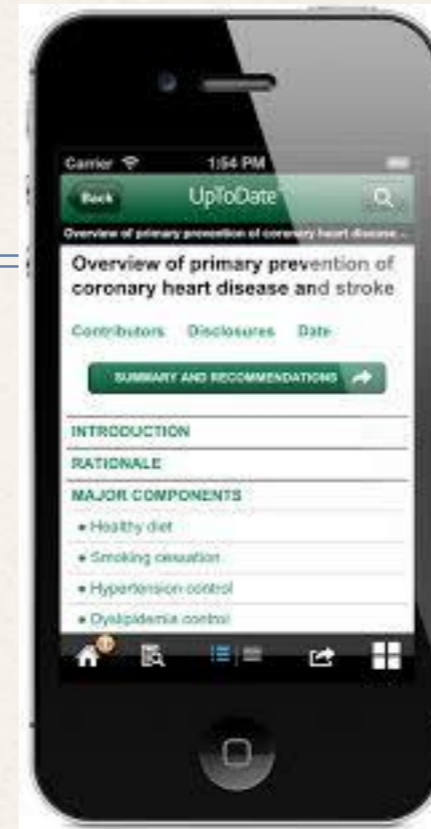 Carrier 1:54 PM
Back UpToDate
Overview of primary prevention of coronary heart disease ...
Overview of primary prevention of
coronary heart disease and stroke
Contributors Disclosures Date
SUMMARY AND RECOMMENDATIONS
INTRODUCTION
RATIONALE
MAJOR COMPONENTS
• Healthy diet
• Smoking cessation
• Hypertension control
• Dyslipidemia control